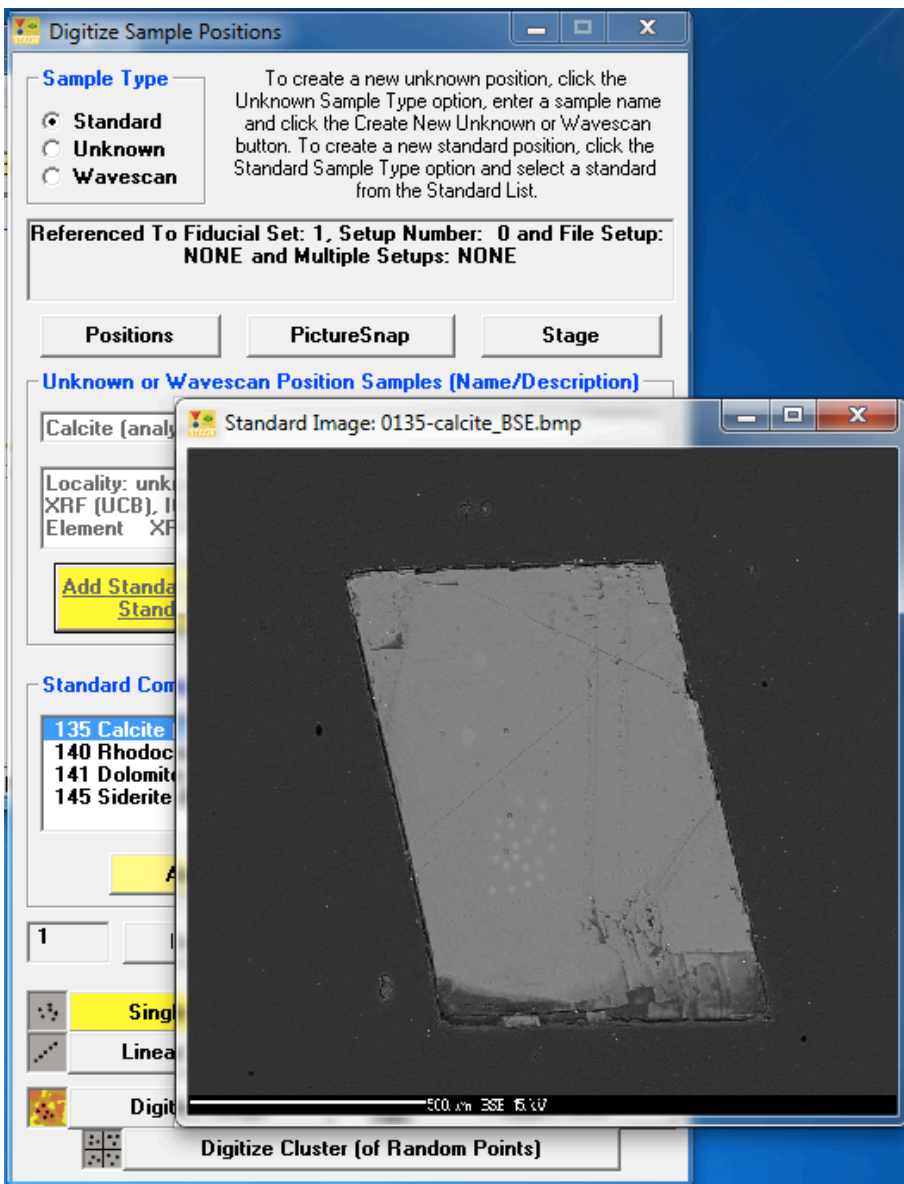 Digitize Sample Positions
Sample Type
Standard
Unknown
Wavescan
To create a new unknown position, click the
Unknown Sample Type option, enter a sample name
and click the Create New Unknown or Wavescan
button. To create a new standard position, click the
Standard Sample Type option and select a standard
from the Standard List.
Referenced To Fiducial Set: 1, Setup Number: 0 and File Setup:
NONE and Multiple Setups: NONE
Positions
PictureSnap
Stage
Unknown or Wavescan Position Samples (Name/Description)
Calcite (analy
Standard Image: 0135-calcite_BSE.bmp
Locality: unk
XRF (UCB), I
Element XF
Add Standa
Stand
Standard Com
135 Calcite
140 Rhodoc
141 Dolomite
145 Siderite
1
Singl
Linea
500 BSE 15 kV
Digit
Digitize Cluster (of Random Points)